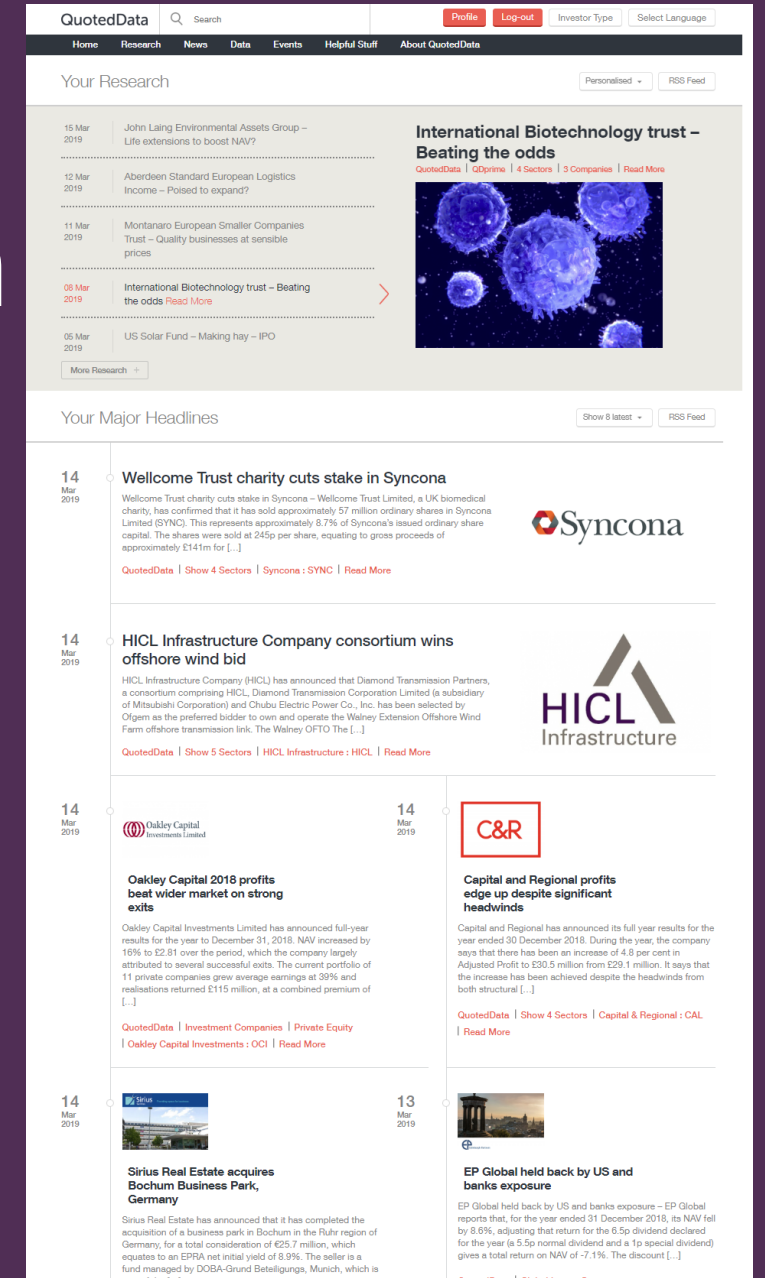 QuotedData
Search
Profile
Log-out
Investor Type
Select Language
Home Research News Data Events Helpful Stuff About QuotedData
Your Research
Personalised
RSS Feed
15 Mar
2019
John Laing Environmental Assets Group –
Life extensions to boost NAV?
12 Mar
2019
Aberdeen Standard European Logistics
Income – Poised to expand?
11 Mar
2019
Montanaro European Smaller Companies
Trust – Quality businesses at sensible
prices
08 Mar
2019
International Biotechnology trust – Beating
the odds Read More
05 Mar
2019
US Solar Fund – Making hay – IPO
More Research +
International Biotechnology trust –
Beating the odds
QuotedData | QDprime | 4 Sectors | 3 Companies | Read More
Your Major Headlines
Show 8 latest
RSS Feed
14
Mar
2019
Wellcome Trust charity cuts stake in Syncona
Wellcome Trust charity cuts stake in Syncona – Wellcome Trust Limited, a UK biomedical
charity, has confirmed that it has sold approximately 57 million ordinary shares in Syncona
Limited (SYNC). This represents approximately 8.7% of Syncona's issued ordinary share
capital. The shares were sold at 245p per share, equating to gross proceeds of
approximately £141m for [...]
QuotedData | Show 4 Sectors | Syncona : SYNC | Read More
Syncona
14
Mar
2019
HICL Infrastructure Company consortium wins
offshore wind bid
HICL Infrastructure Company (HICL) has announced that Diamond Transmission Partners,
a consortium comprising HICL, Diamond Transmission Corporation Limited (a subsidiary
of Mitsubiahi Corporation) and Chubu Electric Power Co., Inc. has been selected by
Ofgem as the preferred bidder to own and operate the Walney Extension Offshore Wind
Farm offshore transmission link. The Walney OFTO The [...]
QuotedData | Show 5 Sectors | HICL Infrastructure : HICL | Read More
HICL
Infrastructure
14
Mar
2019
Oakley Capital
Investments Limited
Oakley Capital 2018 profits
beat wider market on strong
exits
Oakley Capital Investments Limited has announced full-year
results for the year to December 31, 2018. NAV increased by
16% to £2.81 over the period, which the company largely
attributed to several successful exits. The current portfolio of
11 private companies grew average earnings at 39% and
realisations returned £115 million, at a combined premium of
[...]
QuotedData | Investment Companies | Private Equity
| Oakley Capital Investments : OCI | Read More
14
Mar
2019
C&R
Capital and Regional profits
edge up despite significant
headwinds
Capital and Regional has announced its full year results for the
year ended 30 December 2018. During the year, the company
says that there has been an increase of 4.8 per cent in
Adjusted Profit to £30.5 million from £29.1 million. It says that
the increase has been achieved despite the headwinds from
both structural [...]
QuotedData | Show 4 Sectors | Capital & Regional : CAL
| Read More
14
Mar
2019
Sirius
Sirius Real Estate acquires
Bochum Business Park,
Germany
Sirius Real Estate has announced that it has completed the
acquisition of a business park in Bochum in the Ruhr region of
Germany, for a total consideration of €25.7 million, which
equates to an EPRA net initial yield of 8.9%. The seller is a
fund managed by DOBA-Grund Beteiligungs, Munich, which is
13
Mar
2019
EP Global held back by US and
banks exposure
EP Global held back by US and banks exposure – EP Global
reports that, for the year ended 31 December 2018, its NAV fell
by 8.6%, adjusting that return for the 6.5p dividend declared
for the year (a 5.5p normal dividend and a 1p special dividend)
gives a total return on NAV of -7.1%. The discount [...]